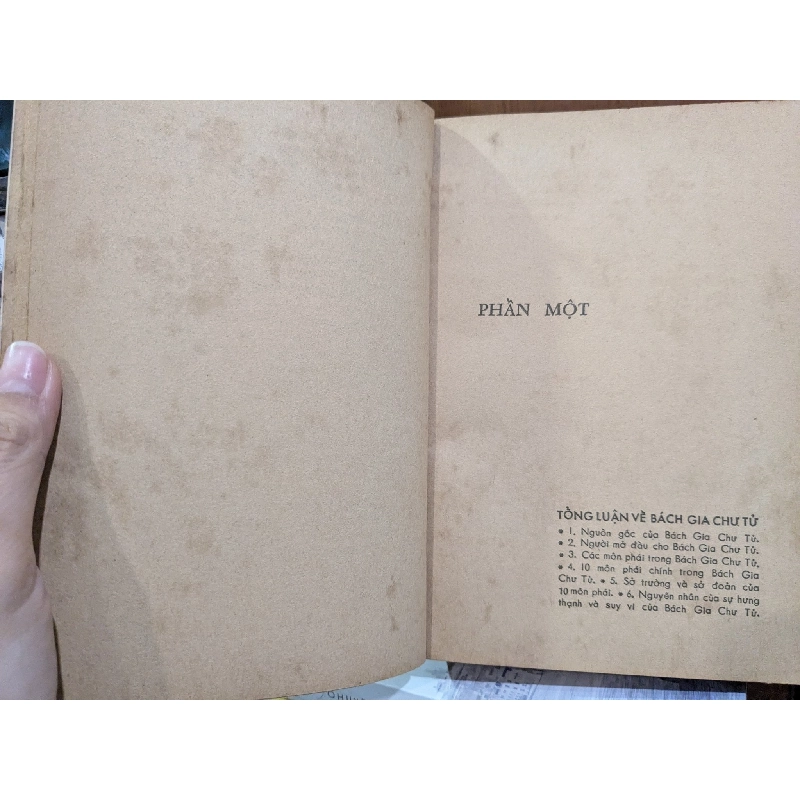 PHẦN MỘT
TỔNG LUẬN VỀ BÁCH GIA CHƯ TỬ
• 1. Nguồn gốc của Bách Gia Chư Tử.
• 2. Người mở đầu cho Bách Gia Chư Tử.
• 3. Các môn phái trong Bách Gia Chư Tử,
• 4. 10 môn phái chính trong Bách Gia
Chư Tử. • 5. Sở trường và sở đoản của
10 môn phái. • 6. Nguyên nhân của sự hưng
thạnh và suy vi của Bách Gia Chư Tử.